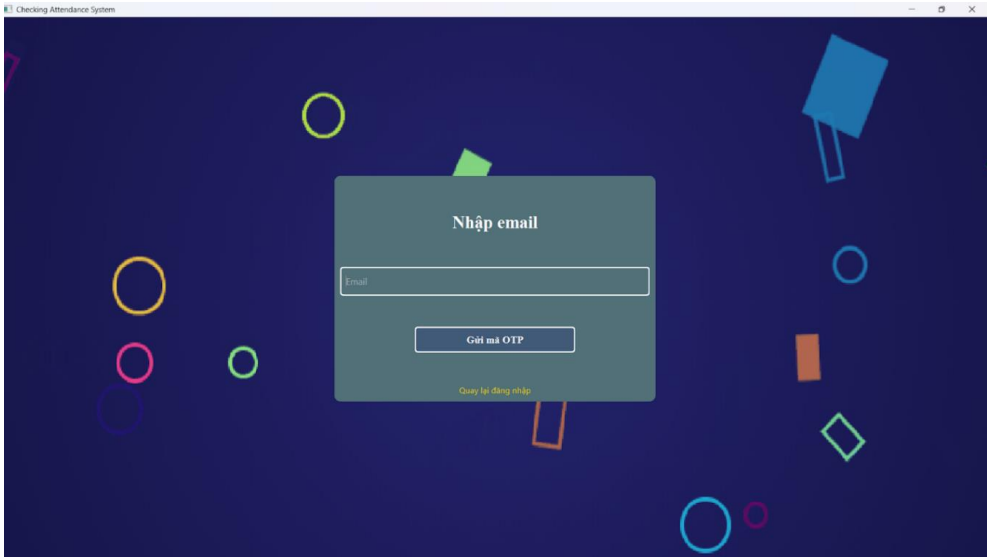 Checking Attendance System
Nhập email
Email
Gửi mã OTP
Quay lại đăng nhập